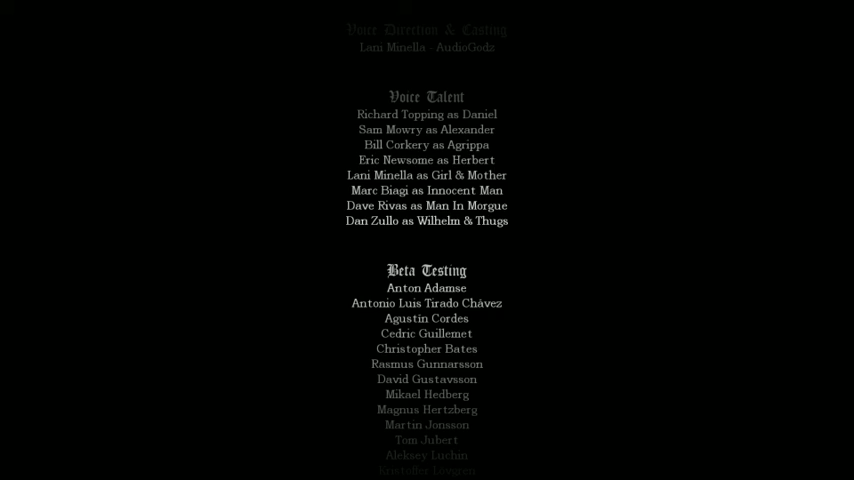 Voice Direction & Casting
Lani Minella - AudioGodz
Voice Talent
Richard Topping as Daniel
Sam Mowry as Alexander
Bill Corkery as Agrippa
Eric Newsome as Herbert
Lani Minella as Girl & Mother
Marc Biagi as Innocent Man
Dave Rivas as Man In Morgue
Dan Zullo as Wilhelm & Thugs
Beta Testing
Anton Adamse
Antonio Luis Tirado Chávez
Agustín Cordes
Cedric Guillemet
Christopher Bates
Rasmus Gunnarsson
David Gustavsson
Mikael Hedberg
Magnus Hertzberg
Martin Jonsson
Tom Jubert
Aleksey Luchin
Kristoffer Lovgren